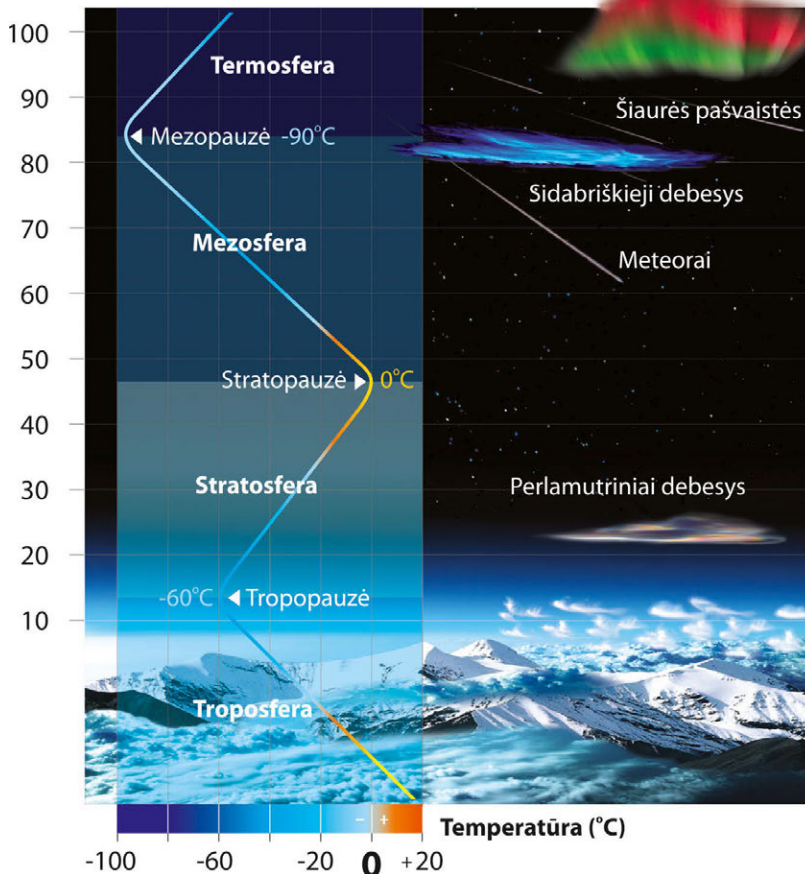 100
Termosfera
90
Šiaurės pašvaistės
Mezopauzė -90°C
80
Sidabriškieji debesys
70
Mezosfera
Meteorai
60
50
Stratopauzė 0°C
40
30
Stratosfera
Perlamutriniai debesys
20
-60°C Tropopauzė
10
Troposfera
− +
Temperatūra (°C)
-100 -60 -20 0 +20